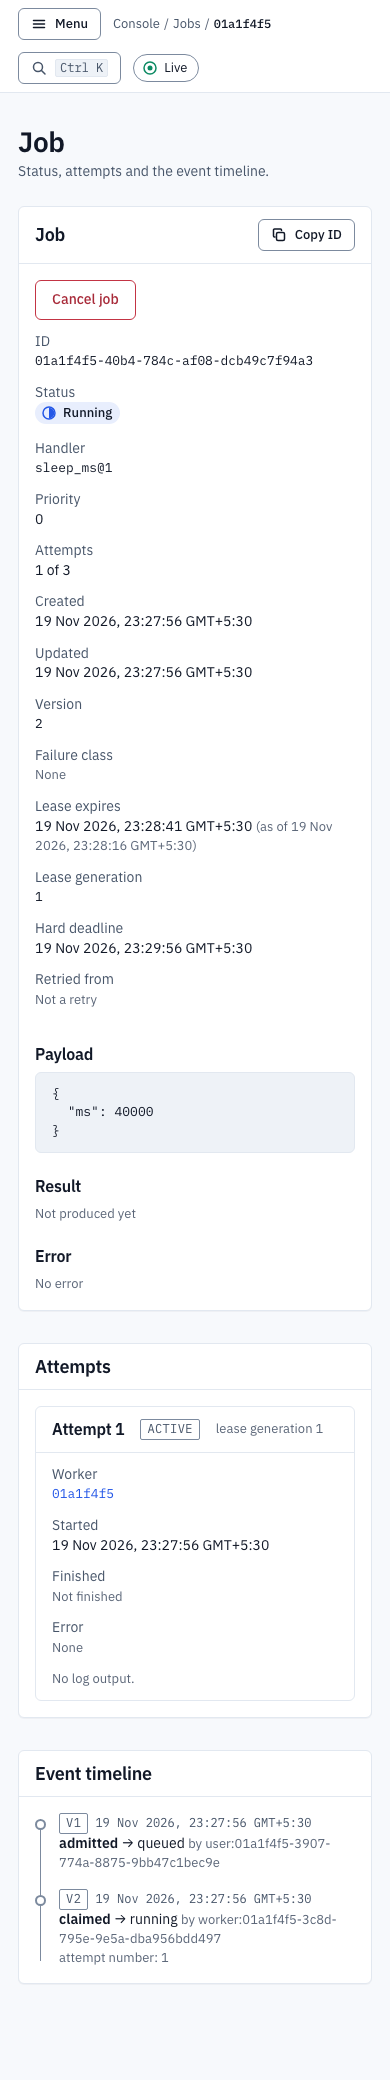 Menu Console / Jobs / 01a1f4f5
Ctrl K Live
Job
Status, attempts and the event timeline.
Job Copy ID
Cancel job
ID
01a1f4f5-40b4-784c-af08-dcb49c7f94a3
Status
Running
Handler
sleep_ms@1
Priority
0
Attempts
1 of 3
Created
19 Nov 2026, 23:27:56 GMT+5:30
Updated
19 Nov 2026, 23:27:56 GMT+5:30
Version
2
Failure class
None
Lease expires
19 Nov 2026, 23:28:41 GMT+5:30 (as of 19 Nov
2026, 23:28:16 GMT+5:30)
Lease generation
1
Hard deadline
19 Nov 2026, 23:29:56 GMT+5:30
Retried from
Not a retry
Payload
{
"ms": 40000
}
Result
Not produced yet
Error
No error
Attempts
Attempt 1 ACTIVE lease generation 1
Worker
01a1f4f5
Started
19 Nov 2026, 23:27:56 GMT+5:30
Finished
Not finished
Error
None
No log output.
Event timeline
V1 19 Nov 2026, 23:27:56 GMT+5:30
admitted → queued by user:01a1f4f5-3907-
774a-8875-9bb47c1bec9e
V2 19 Nov 2026, 23:27:56 GMT+5:30
claimed → running by worker:01a1f4f5-3c8d-
795e-9e5a-dba956bdd497
attempt number: 1